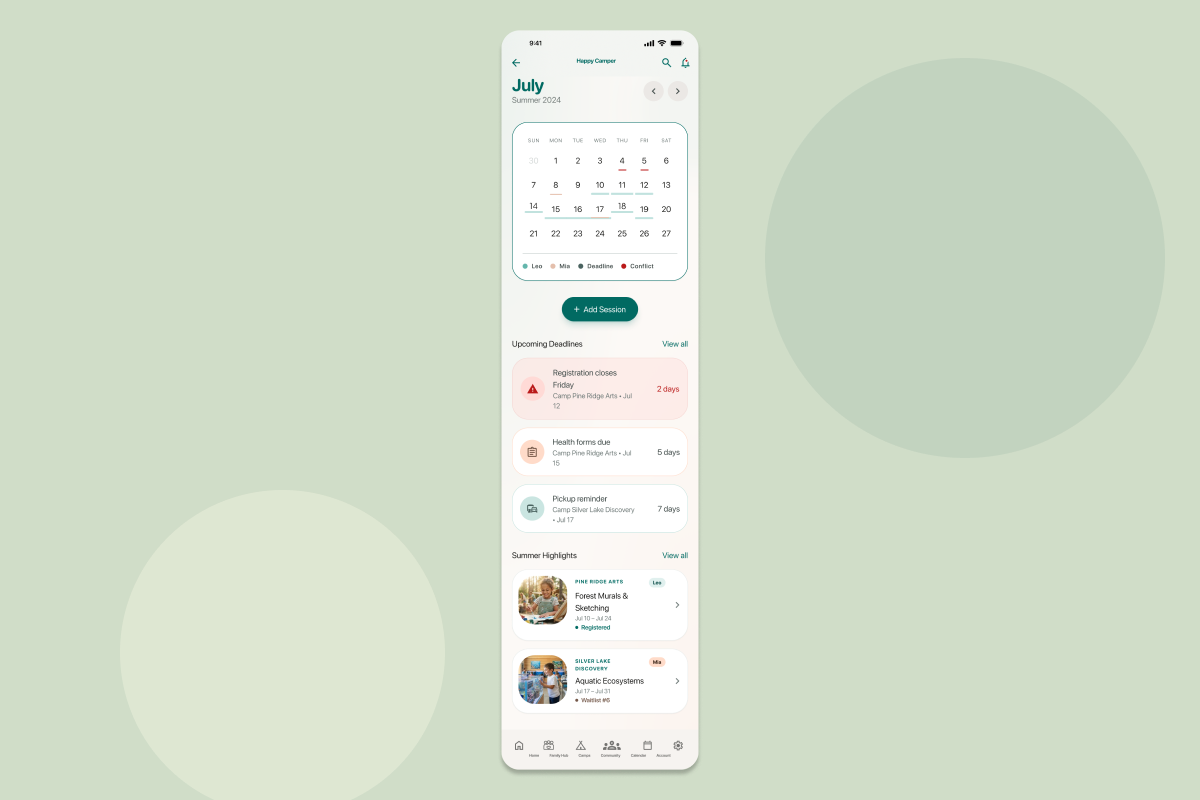 9:41
Happy Camper
July
Summer 2024
SUN MON TUE WED THU FRI SAT
30 1 2 3 4 5 6
7 8 9 10 11 12 13
14 15 16 17 18 19 20
21 22 23 24 25 26 27
Leo Mia Deadline Conflict
+ Add Session
Upcoming Deadlines View all
Registration closes
Friday
2 days
Camp Pine Ridge Arts • Jul
12
Health forms due
Camp Pine Ridge Arts • Jul
15
5 days
Pickup reminder
Camp Silver Lake Discovery
• Jul 17
7 days
Summer Highlights View all
PINE RIDGE ARTS Leo
Forest Murals &
Sketching
Jul 10 – Jul 24
• Registered
SILVER LAKE
DISCOVERY
Mia
Aquatic Ecosystems
Jul 17 – Jul 31
• Waitlist #6
Home Family Hub Camps Community Calendar Account